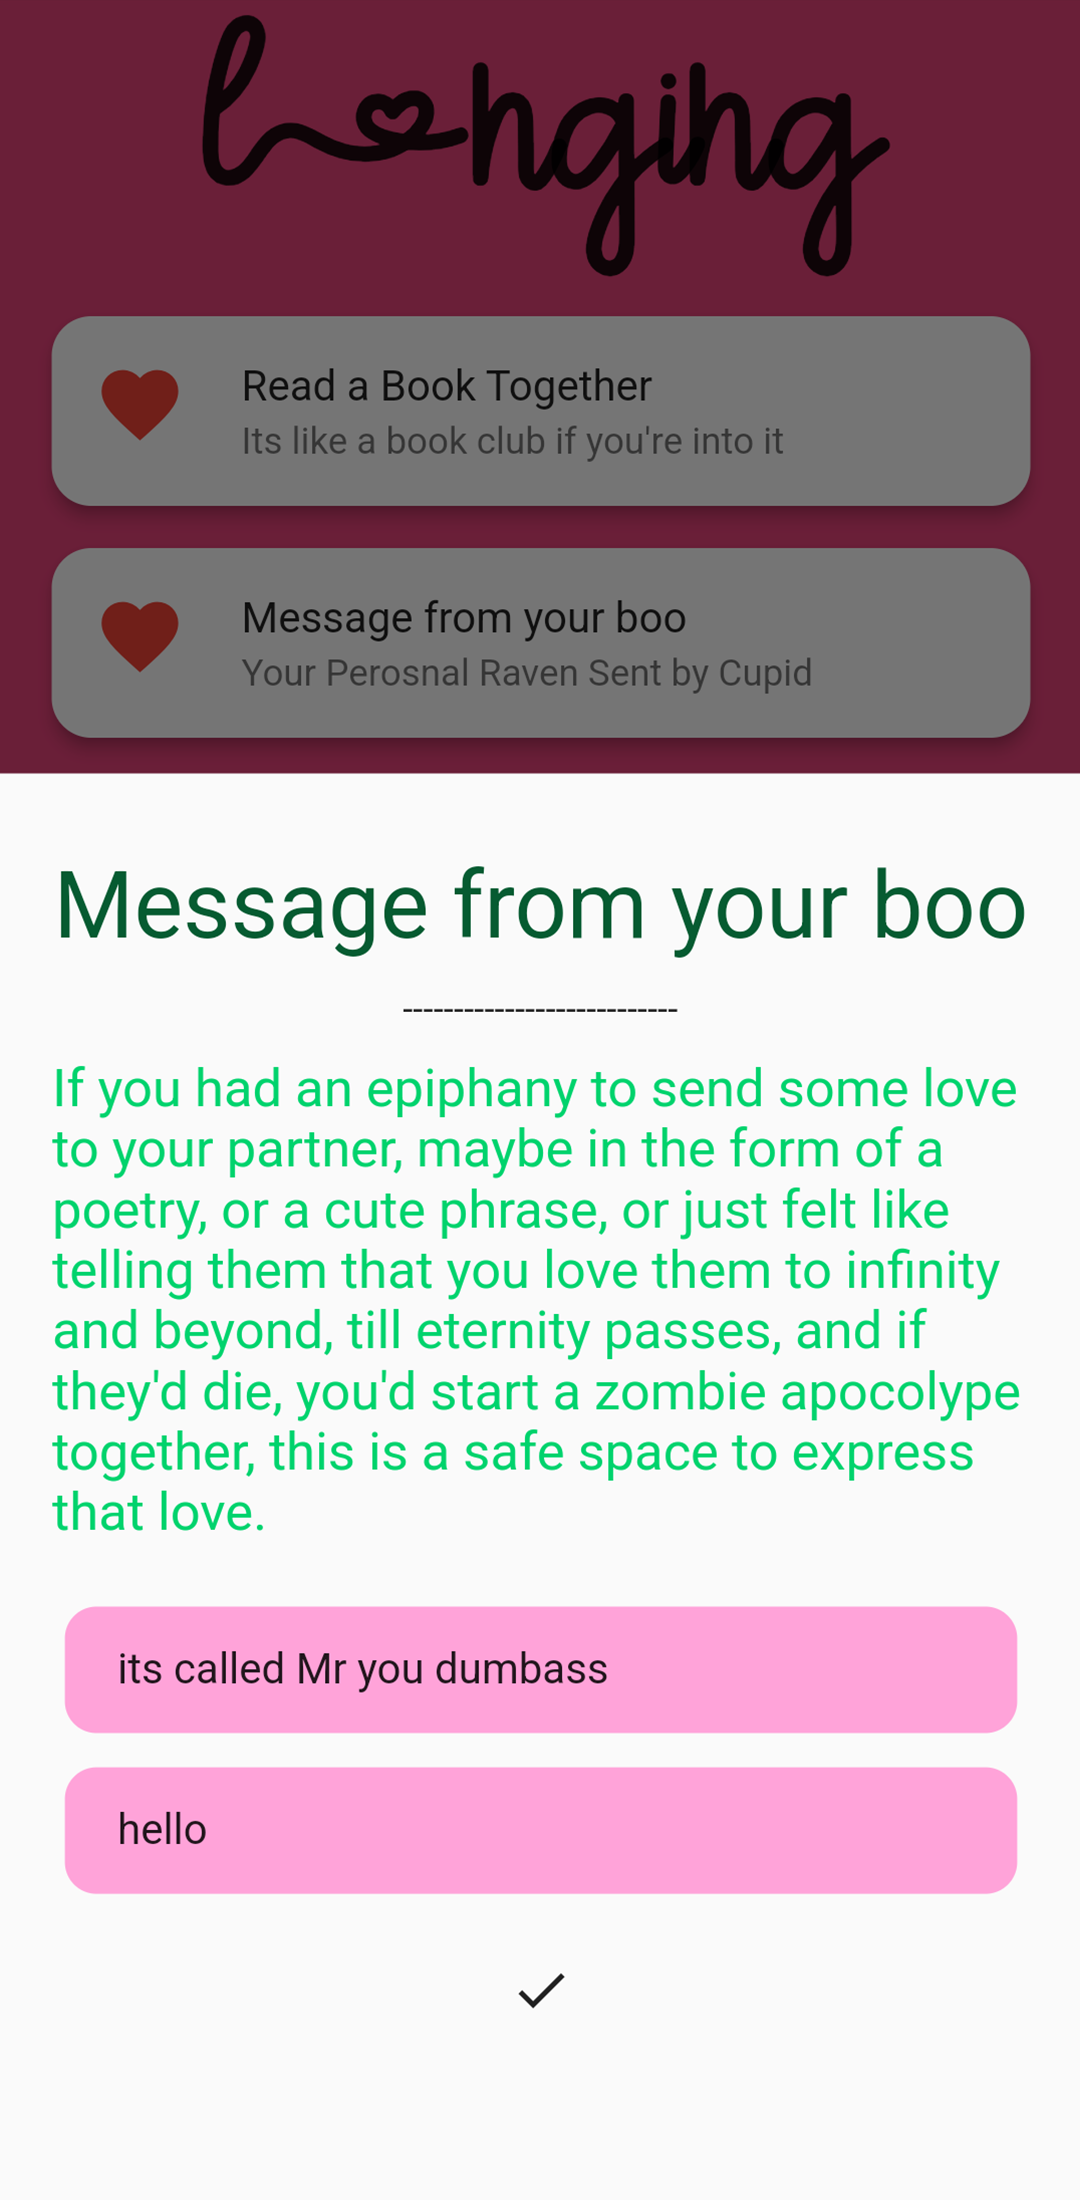 longing
Read a Book Together
Its like a book club if you're into it
Message from your boo
Your Perosnal Raven Sent by Cupid
Message from your boo
---------------------------
If you had an epiphany to send some love
to your partner, maybe in the form of a
poetry, or a cute phrase, or just felt like
telling them that you love them to infinity
and beyond, till eternity passes, and if
they'd die, you'd start a zombie apocolype
together, this is a safe space to express
that love.
its called Mr you dumbass
hello